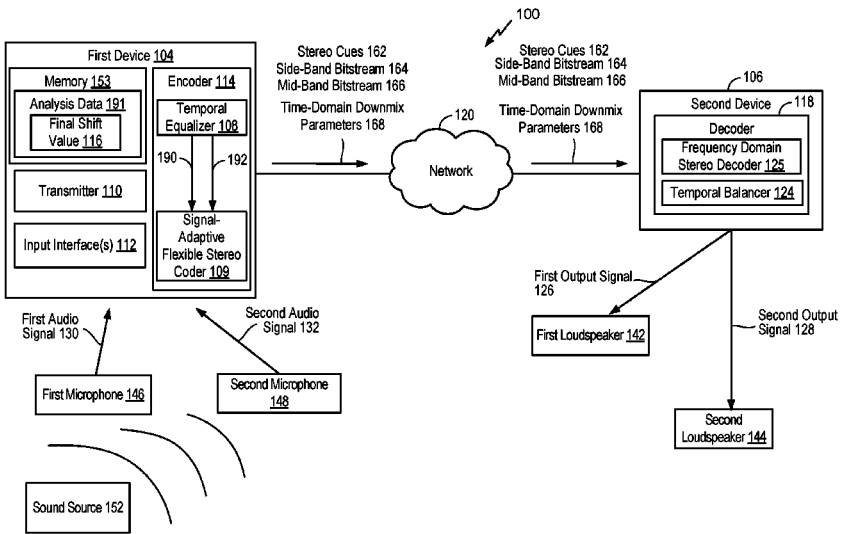 100
First Device 104
Memory 153
Analysis Data 191
Final Shift
Value 116
Transmitter 110
Input Interface(s) 112
Encoder 114
Temporal
Equalizer 108
190
192
Signal-
Adaptive
Flexible Stereo
Coder 109
Stereo Cues 162
Side-Band Bitstream 164
Mid-Band Bitstream 166
Time-Domain Downmix
Parameters 168
120
Network
Stereo Cues 162
Side-Band Bitstream 164
Mid-Band Bitstream 166
Time-Domain Downmix
Parameters 168
106
Second Device
118
Decoder
Frequency Domain
Stereo Decoder 125
Temporal Balancer 124
First Audio
Signal 130
Second Audio
Signal 132
First Microphone 146
Second Microphone
148
Sound Source 152
First Output Signal
126
First Loudspeaker 142
Second Output
Signal 128
Second
Loudspeaker 144